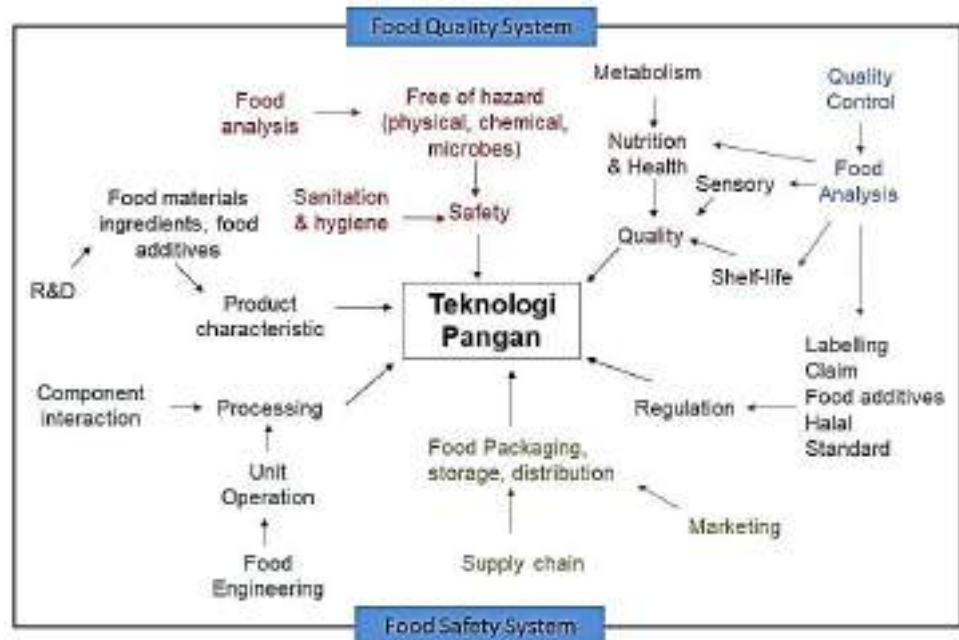 Food Quality System
Food
analysis
Free of hazard
(physical, chemical,
microbes)
Metabolism
Quality
Control
Nutrition
& Health
Food
Analysis
Sensory
Food materials
ingredients, food
additives
Sanitation
& hygiene
Safety
Quality
Shelf-life
R&D
Product
characteristic
Teknologi
Pangan
Labelling
Claim
Food additives
Halal
Standard
Component
interaction
Processing
Regulation
Food Packaging,
storage, distribution
Unit
Operation
Marketing
Food
Engineering
Supply chain
Food Safety System